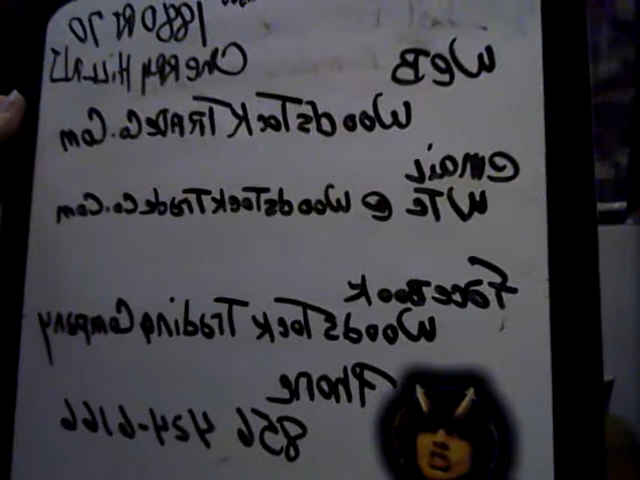 1880 Rt 70
Cherry Hill NJ
Web
WoodstockTradeCo.Com
email
WTC @ WoodstockTradeCo.Com
Facebook
Woodstock Trading Company
Phone
856 424-6166